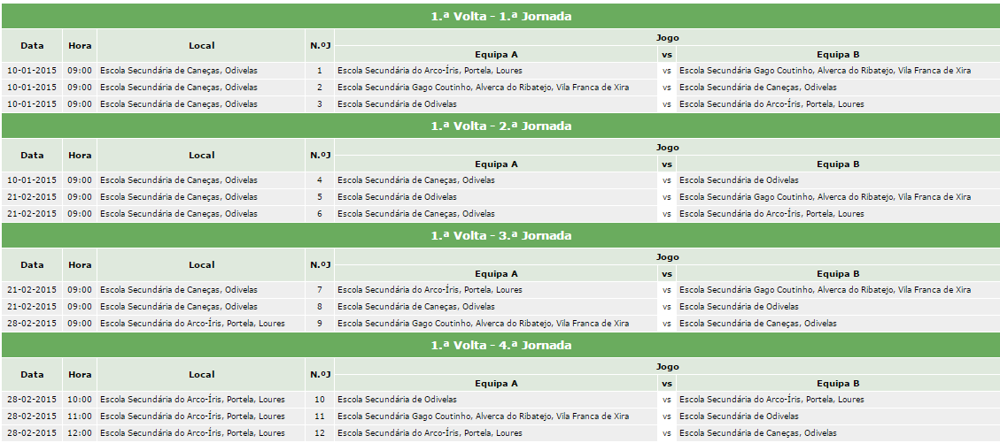 1.ª Volta - 1.ª Jornada
Data Hora Local N.ºJ Jogo
Equipa A vs Equipa B
10-01-2015 09:00 Escola Secundária de Caneças, Odivelas 1 Escola Secundária do Arco-Íris, Portela, Loures vs Escola Secundária Gago Coutinho, Alverca do Ribatejo, Vila Franca de Xira
10-01-2015 09:00 Escola Secundária de Caneças, Odivelas 2 Escola Secundária Gago Coutinho, Alverca do Ribatejo, Vila Franca de Xira vs Escola Secundária de Caneças, Odivelas
10-01-2015 09:00 Escola Secundária de Caneças, Odivelas 3 Escola Secundária de Odivelas vs Escola Secundária do Arco-Íris, Portela, Loures
1.ª Volta - 2.ª Jornada
Data Hora Local N.ºJ Jogo
Equipa A vs Equipa B
10-01-2015 09:00 Escola Secundária de Caneças, Odivelas 4 Escola Secundária de Caneças, Odivelas vs Escola Secundária de Odivelas
21-02-2015 09:00 Escola Secundária de Caneças, Odivelas 5 Escola Secundária de Odivelas vs Escola Secundária Gago Coutinho, Alverca do Ribatejo, Vila Franca de Xira
21-02-2015 09:00 Escola Secundária de Caneças, Odivelas 6 Escola Secundária de Caneças, Odivelas vs Escola Secundária do Arco-Íris, Portela, Loures
1.ª Volta - 3.ª Jornada
Data Hora Local N.ºJ Jogo
Equipa A vs Equipa B
21-02-2015 09:00 Escola Secundária de Caneças, Odivelas 7 Escola Secundária do Arco-Íris, Portela, Loures vs Escola Secundária Gago Coutinho, Alverca do Ribatejo, Vila Franca de Xira
21-02-2015 09:00 Escola Secundária de Caneças, Odivelas 8 Escola Secundária de Caneças, Odivelas vs Escola Secundária de Odivelas
28-02-2015 09:00 Escola Secundária do Arco-Íris, Portela, Loures 9 Escola Secundária Gago Coutinho, Alverca do Ribatejo, Vila Franca de Xira vs Escola Secundária de Caneças, Odivelas
1.ª Volta - 4.ª Jornada
Data Hora Local N.ºJ Jogo
Equipa A vs Equipa B
28-02-2015 10:00 Escola Secundária do Arco-Íris, Portela, Loures 10 Escola Secundária de Odivelas vs Escola Secundária do Arco-Íris, Portela, Loures
28-02-2015 11:00 Escola Secundária do Arco-Íris, Portela, Loures 11 Escola Secundária Gago Coutinho, Alverca do Ribatejo, Vila Franca de Xira vs Escola Secundária de Odivelas
28-02-2015 12:00 Escola Secundária do Arco-Íris, Portela, Loures 12 Escola Secundária do Arco-Íris, Portela, Loures vs Escola Secundária de Caneças, Odivelas